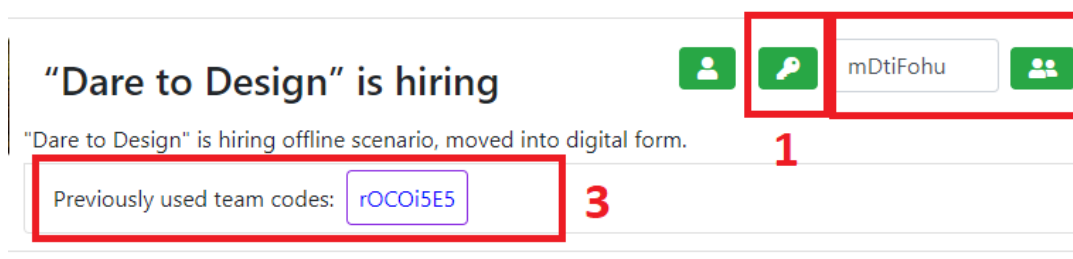 “Dare to Design” is hiring
mDtiFohu
1
"Dare to Design" is hiring offline scenario, moved into digital form.
Previously used team codes: rOCOi5E5
3